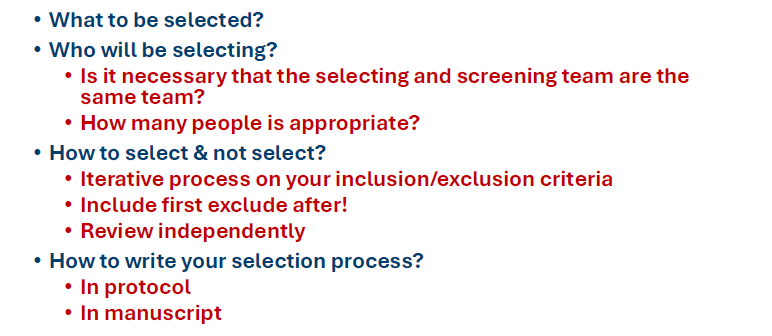 • What to be selected?
• Who will be selecting?
• Is it necessary that the selecting and screening team are the
same team?
• How many people is appropriate?
• How to select & not select?
• Iterative process on your inclusion/exclusion criteria
• Include first exclude after!
• Review independently
• How to write your selection process?
• In protocol
• In manuscript